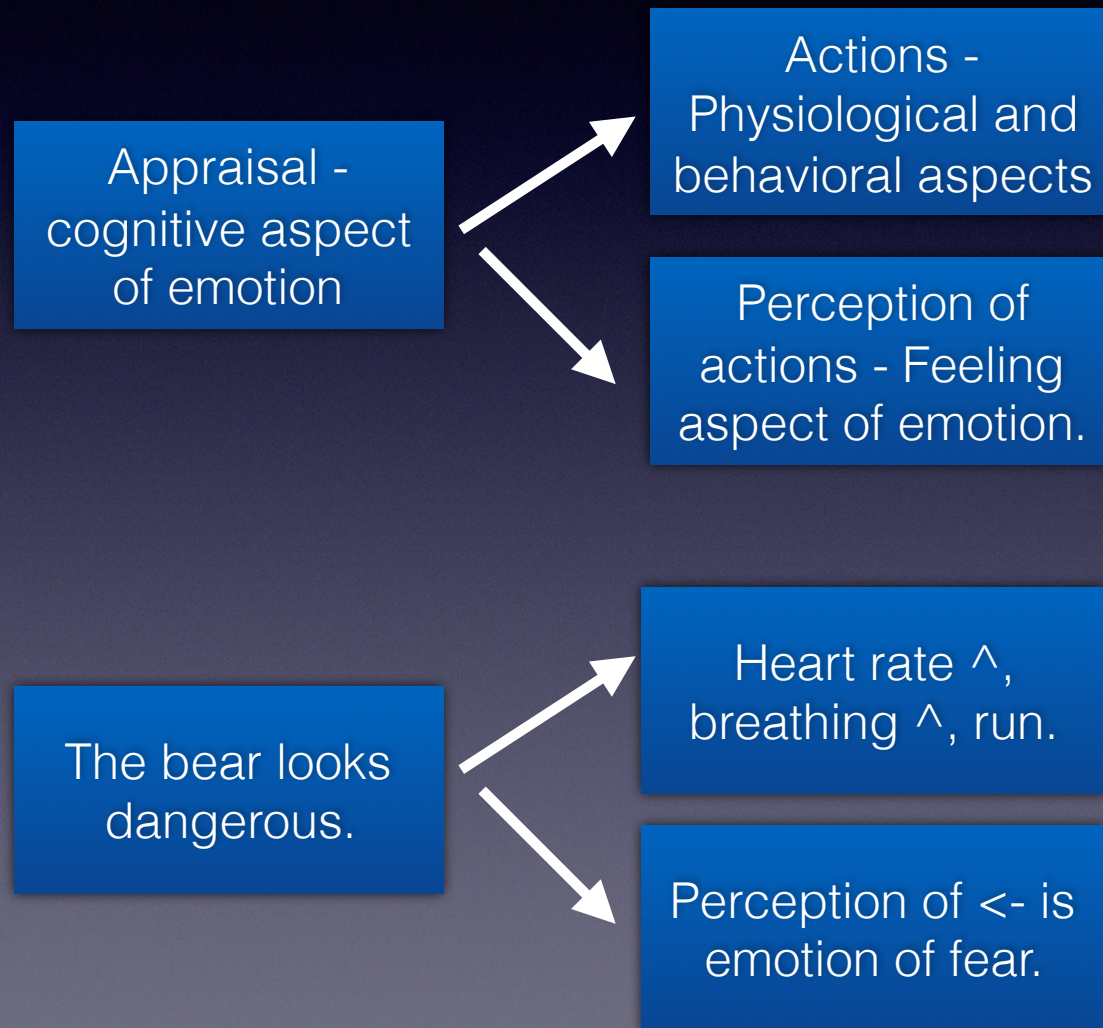 Appraisal -
cognitive aspect
of emotion
Actions -
Physiological and
behavioral aspects
Perception of
actions - Feeling
aspect of emotion.
The bear looks
dangerous.
Heart rate ^,
breathing ^, run.
Perception of <- is
emotion of fear.